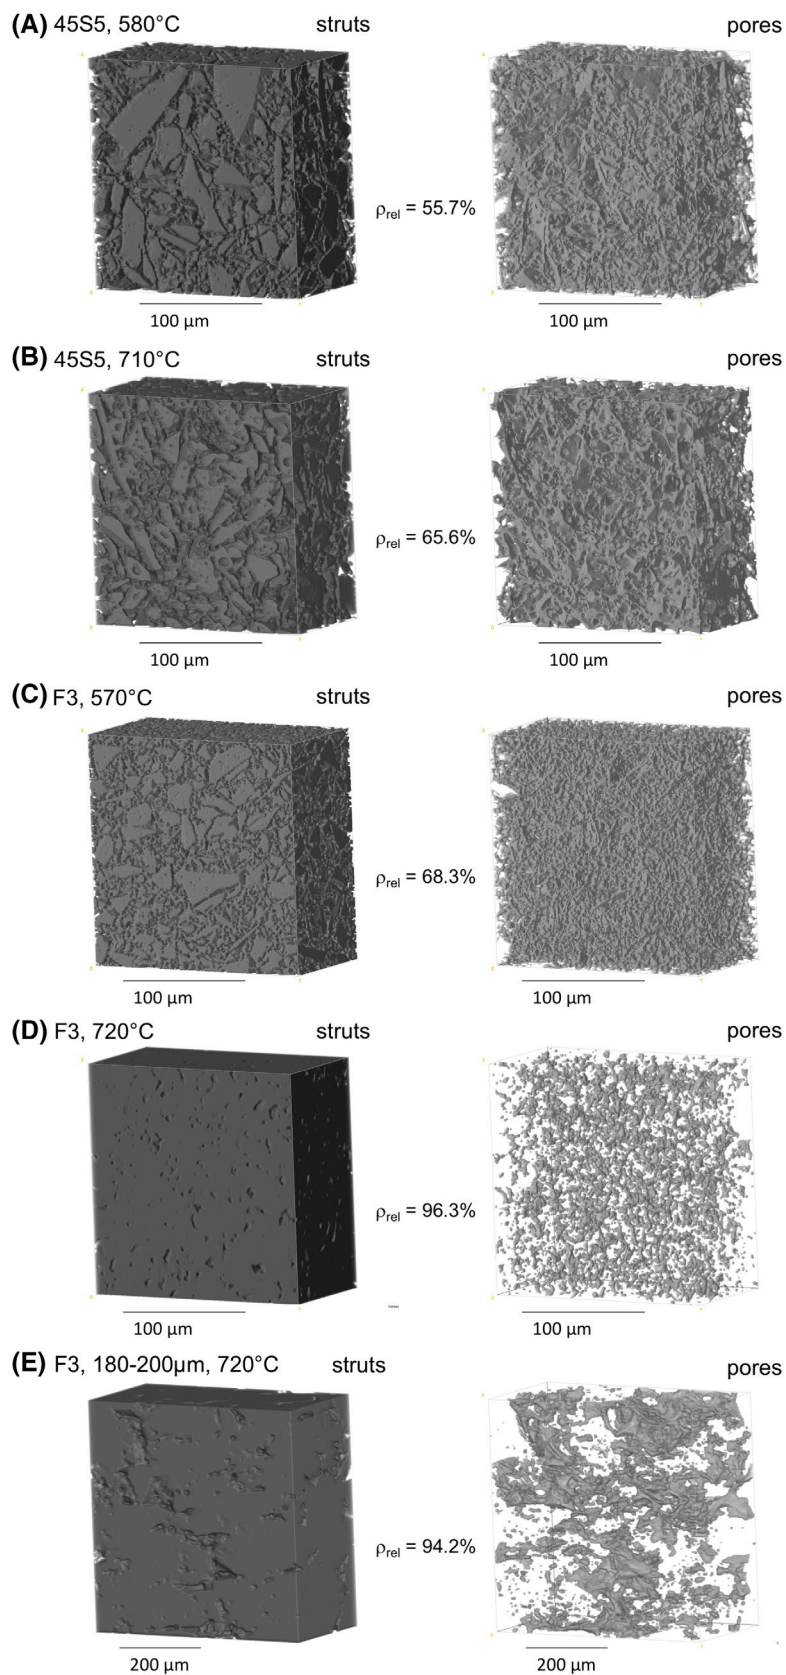 (A) 45S5, 580°C struts pores
ρrel = 55.7%
100 µm 100 µm
(B) 45S5, 710°C struts pores
ρrel = 65.6%
100 µm 100 µm
(C) F3, 570°C struts pores
ρrel = 68.3%
100 µm 100 µm
(D) F3, 720°C struts pores
ρrel = 96.3%
100 µm 100 µm
(E) F3, 180-200µm, 720°C struts pores
ρrel = 94.2%
200 µm 200 µm